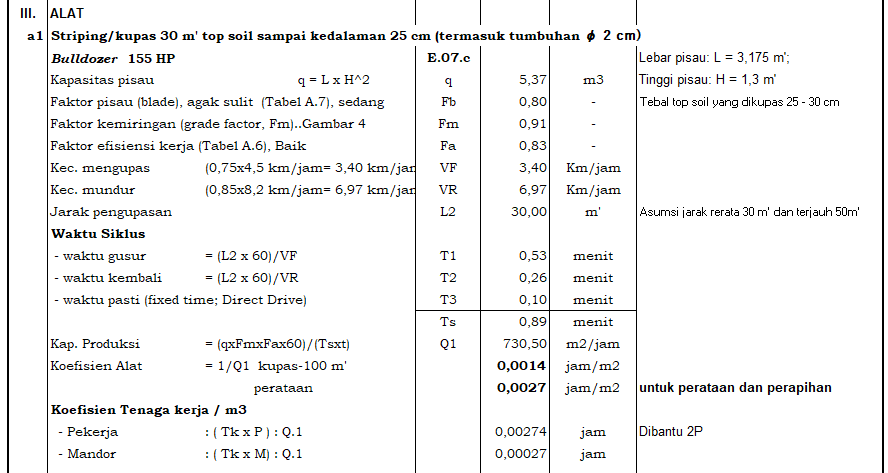 III. ALAT
a1 Striping/kupas 30 m' top soil sampai kedalaman 25 cm (termasuk tumbuhan ϕ 2 cm)
Bulldozer 155 HP E.07.c Lebar pisau: L = 3,175 m';
Kapasitas pisau q = L x H^2 q 5,37 m3 Tinggi pisau: H = 1,3 m'
Faktor pisau (blade), agak sulit (Tabel A.7), sedang Fb 0,80 - Tebal top soil yang dikupas 25 - 30 cm
Faktor kemiringan (grade factor, Fm)..Gambar 4 Fm 0,91 -
Faktor efisiensi kerja (Tabel A.6), Baik Fa 0,83 -
Kec. mengupas (0,75x4,5 km/jam= 3,40 km/jam VF 3,40 Km/jam
Kec. mundur (0,85x8,2 km/jam= 6,97 km/jam VR 6,97 Km/jam
Jarak pengupasan L2 30,00 m' Asumsi jarak rerata 30 m' dan terjauh 50m'
Waktu Siklus
- waktu gusur = (L2 x 60)/VF T1 0,53 menit
- waktu kembali = (L2 x 60)/VR T2 0,26 menit
- waktu pasti (fixed time; Direct Drive) T3 0,10 menit
Ts 0,89 menit
Kap. Produksi = (qxFmxFax60)/(Tsxt) Q1 730,50 m2/jam
Koefisien Alat = 1/Q1 kupas-100 m' 0,0014 jam/m2
perataan 0,0027 jam/m2 untuk perataan dan perapihan
Koefisien Tenaga kerja / m3
- Pekerja : ( Tk x P ) : Q.1 0,00274 jam Dibantu 2P
- Mandor : ( Tk x M) : Q.1 0,00027 jam